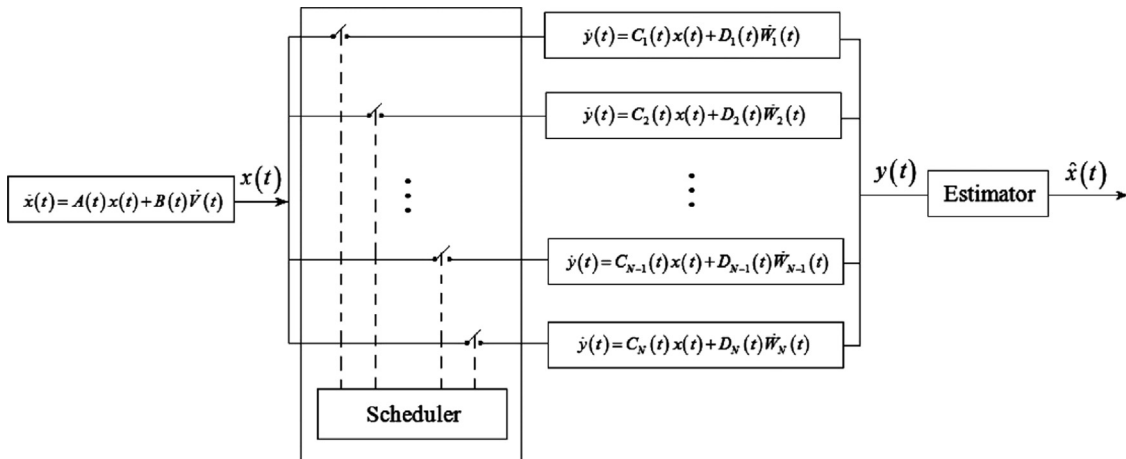 ẏ(t) = C₁(t)x(t) + D₁(t)Ẇ₁(t)
ẏ(t) = C₂(t)x(t) + D₂(t)Ẇ₂(t)
ẋ(t) = A(t)x(t) + B(t)V̇(t)
x(t)
y(t)
Estimator
x̂(t)
ẏ(t) = C_{N-1}(t)x(t) + D_{N-1}(t)Ẇ_{N-1}(t)
ẏ(t) = C_N(t)x(t) + D_N(t)Ẇ_N(t)
Scheduler